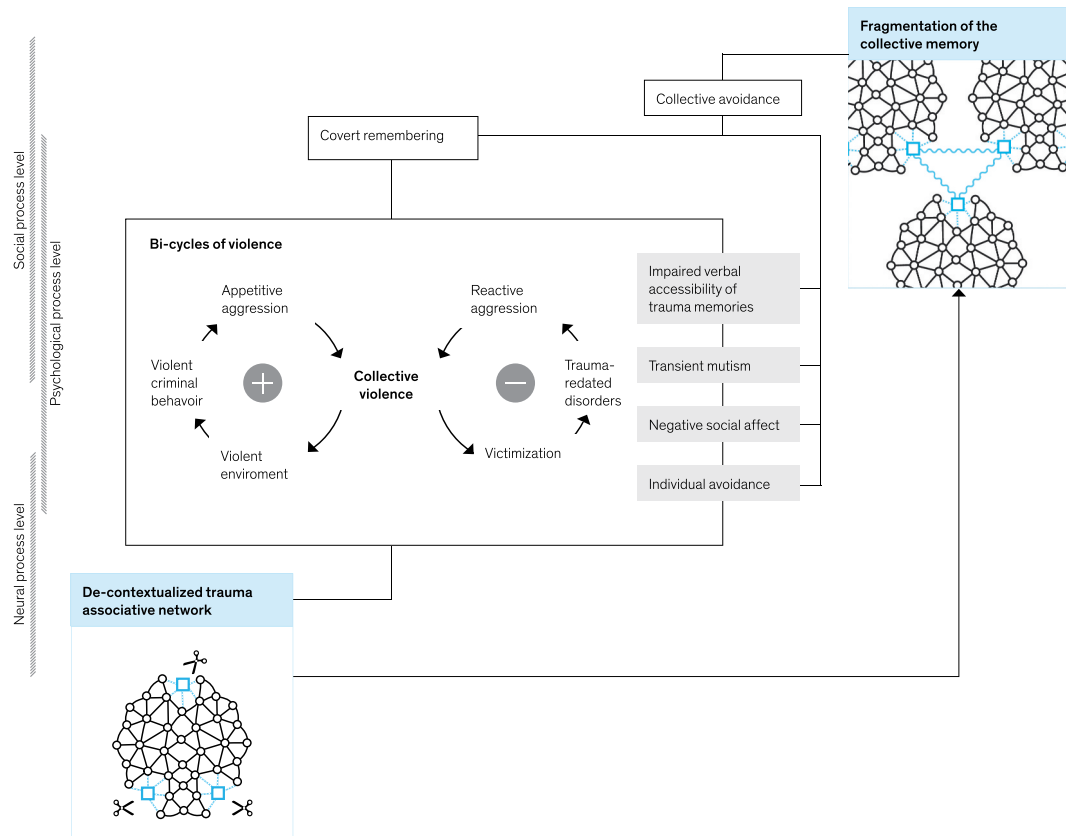 Fragmentation of the
collective memory
Collective avoidance
Covert remembering
Social process level
Psychological process level
Neural process level
Bi-cycles of violence
Appetitive
aggression
Reactive
aggression
Violent
criminal
behavoir
Collective
violence
Trauma-
redated
disorders
Violent
enviroment
Victimization
Impaired verbal
accessibility of
trauma memories
Transient mutism
Negative social affect
Individual avoidance
De-contextualized trauma
associative network